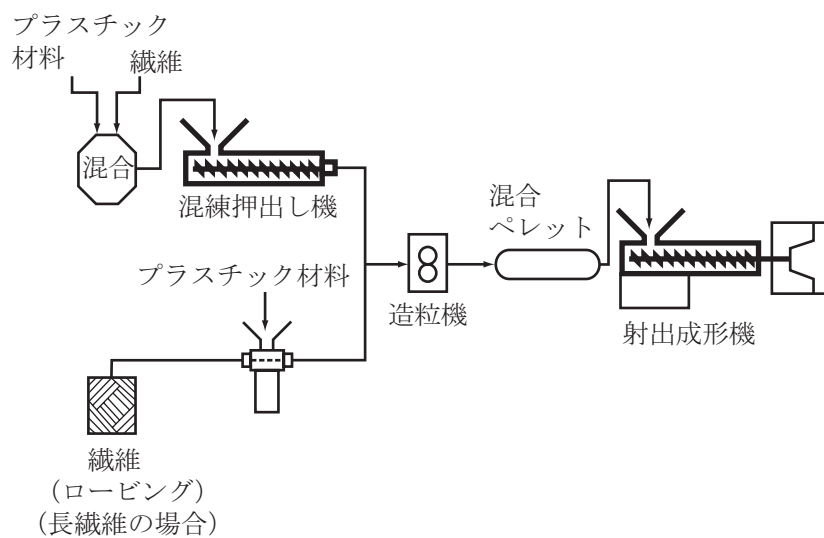 プラスチック
材料
繊維
混合
混練押出し機
プラスチック材料
繊維
（ロービング）
（長繊維の場合）
造粒機
混合
ペレット
射出成形機